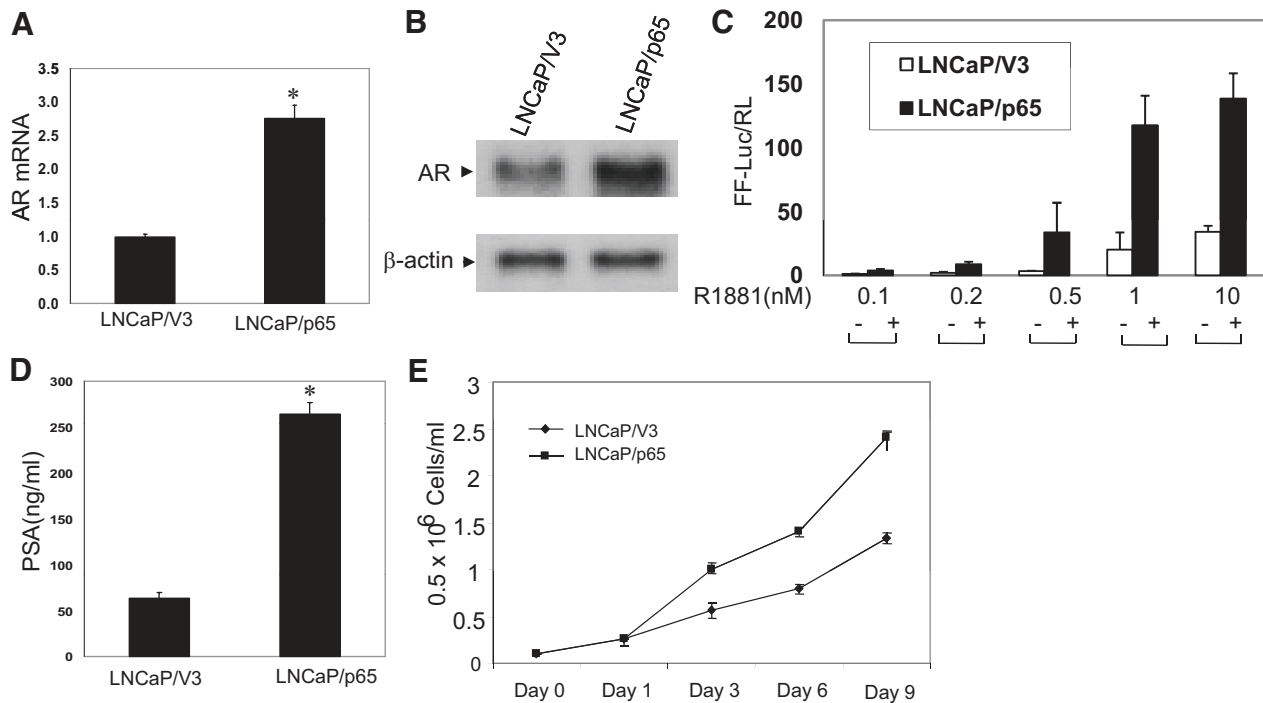 A
3.5
3.0
2.5
2.0
1.5
1.0
0.5
0.0
AR mRNA
*
LNCaP/V3
LNCaP/p65
B
LNCaP/V3
LNCaP/p65
AR
β-actin
C
200
150
100
50
0
FF-Luc/RL
LNCaP/V3
LNCaP/p65
R1881(nM)
0.1 0.2 0.5 1 10
- + - + - + - + - +
D
300
250
200
150
100
50
0
PSA(ng/ml)
*
LNCaP/V3
LNCaP/p65
E
3
2.5
2
1.5
1
0.5
0
0.5 x 10⁶ Cells/ml
LNCaP/V3
LNCaP/p65
Day 0 Day 1 Day 3 Day 6 Day 9